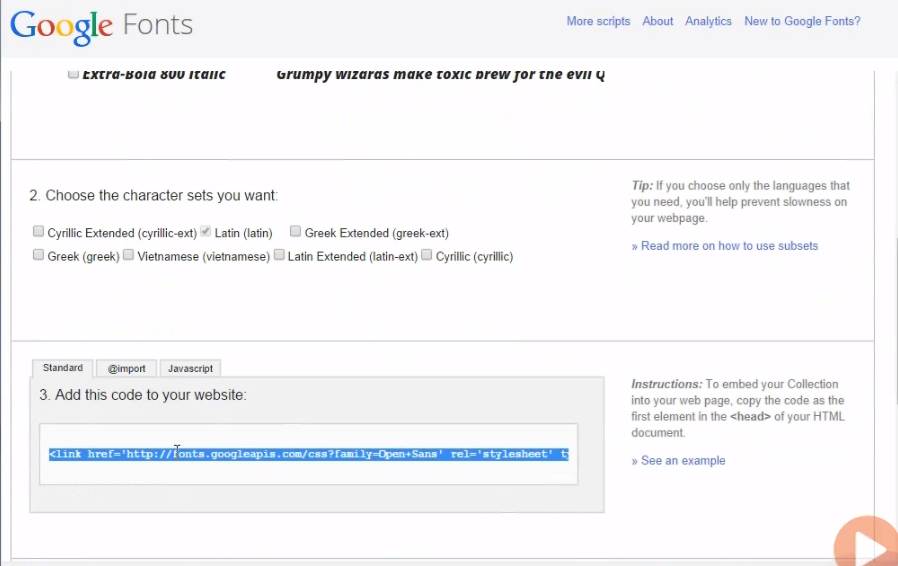 Google Fonts
More scripts About Analytics New to Google Fonts?
Extra-Bold 800 Italic Grumpy wizards make toxic brew for the evil Q
2. Choose the character sets you want:
Cyrillic Extended (cyrillic-ext) Latin (latin) Greek Extended (greek-ext)
Greek (greek) Vietnamese (vietnamese) Latin Extended (latin-ext) Cyrillic (cyrillic)
Tip: If you choose only the languages that
you need, you'll help prevent slowness on
your webpage.
» Read more on how to use subsets
Standard @import Javascript
3. Add this code to your website:
<link href='http://fonts.googleapis.com/css?family=Open+Sans' rel='stylesheet' ty
Instructions: To embed your Collection
into your web page, copy the code as the
first element in the <head> of your HTML
document.
» See an example